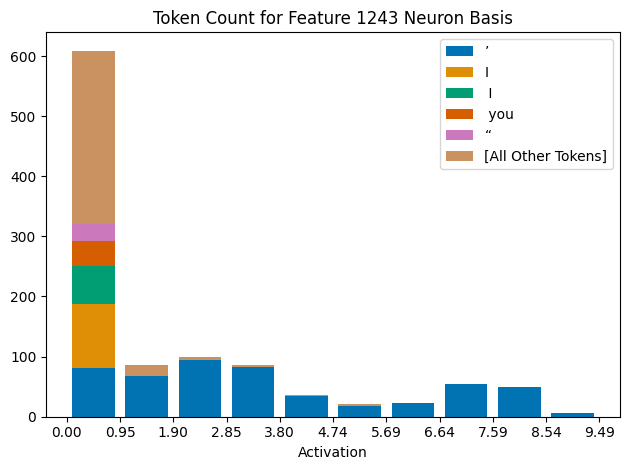 Token Count for Feature 1243 Neuron Basis
’
I
I
you
“
[All Other Tokens]
600
500
400
300
200
100
0
0.00 0.95 1.90 2.85 3.80 4.74 5.69 6.64 7.59 8.54 9.49
Activation